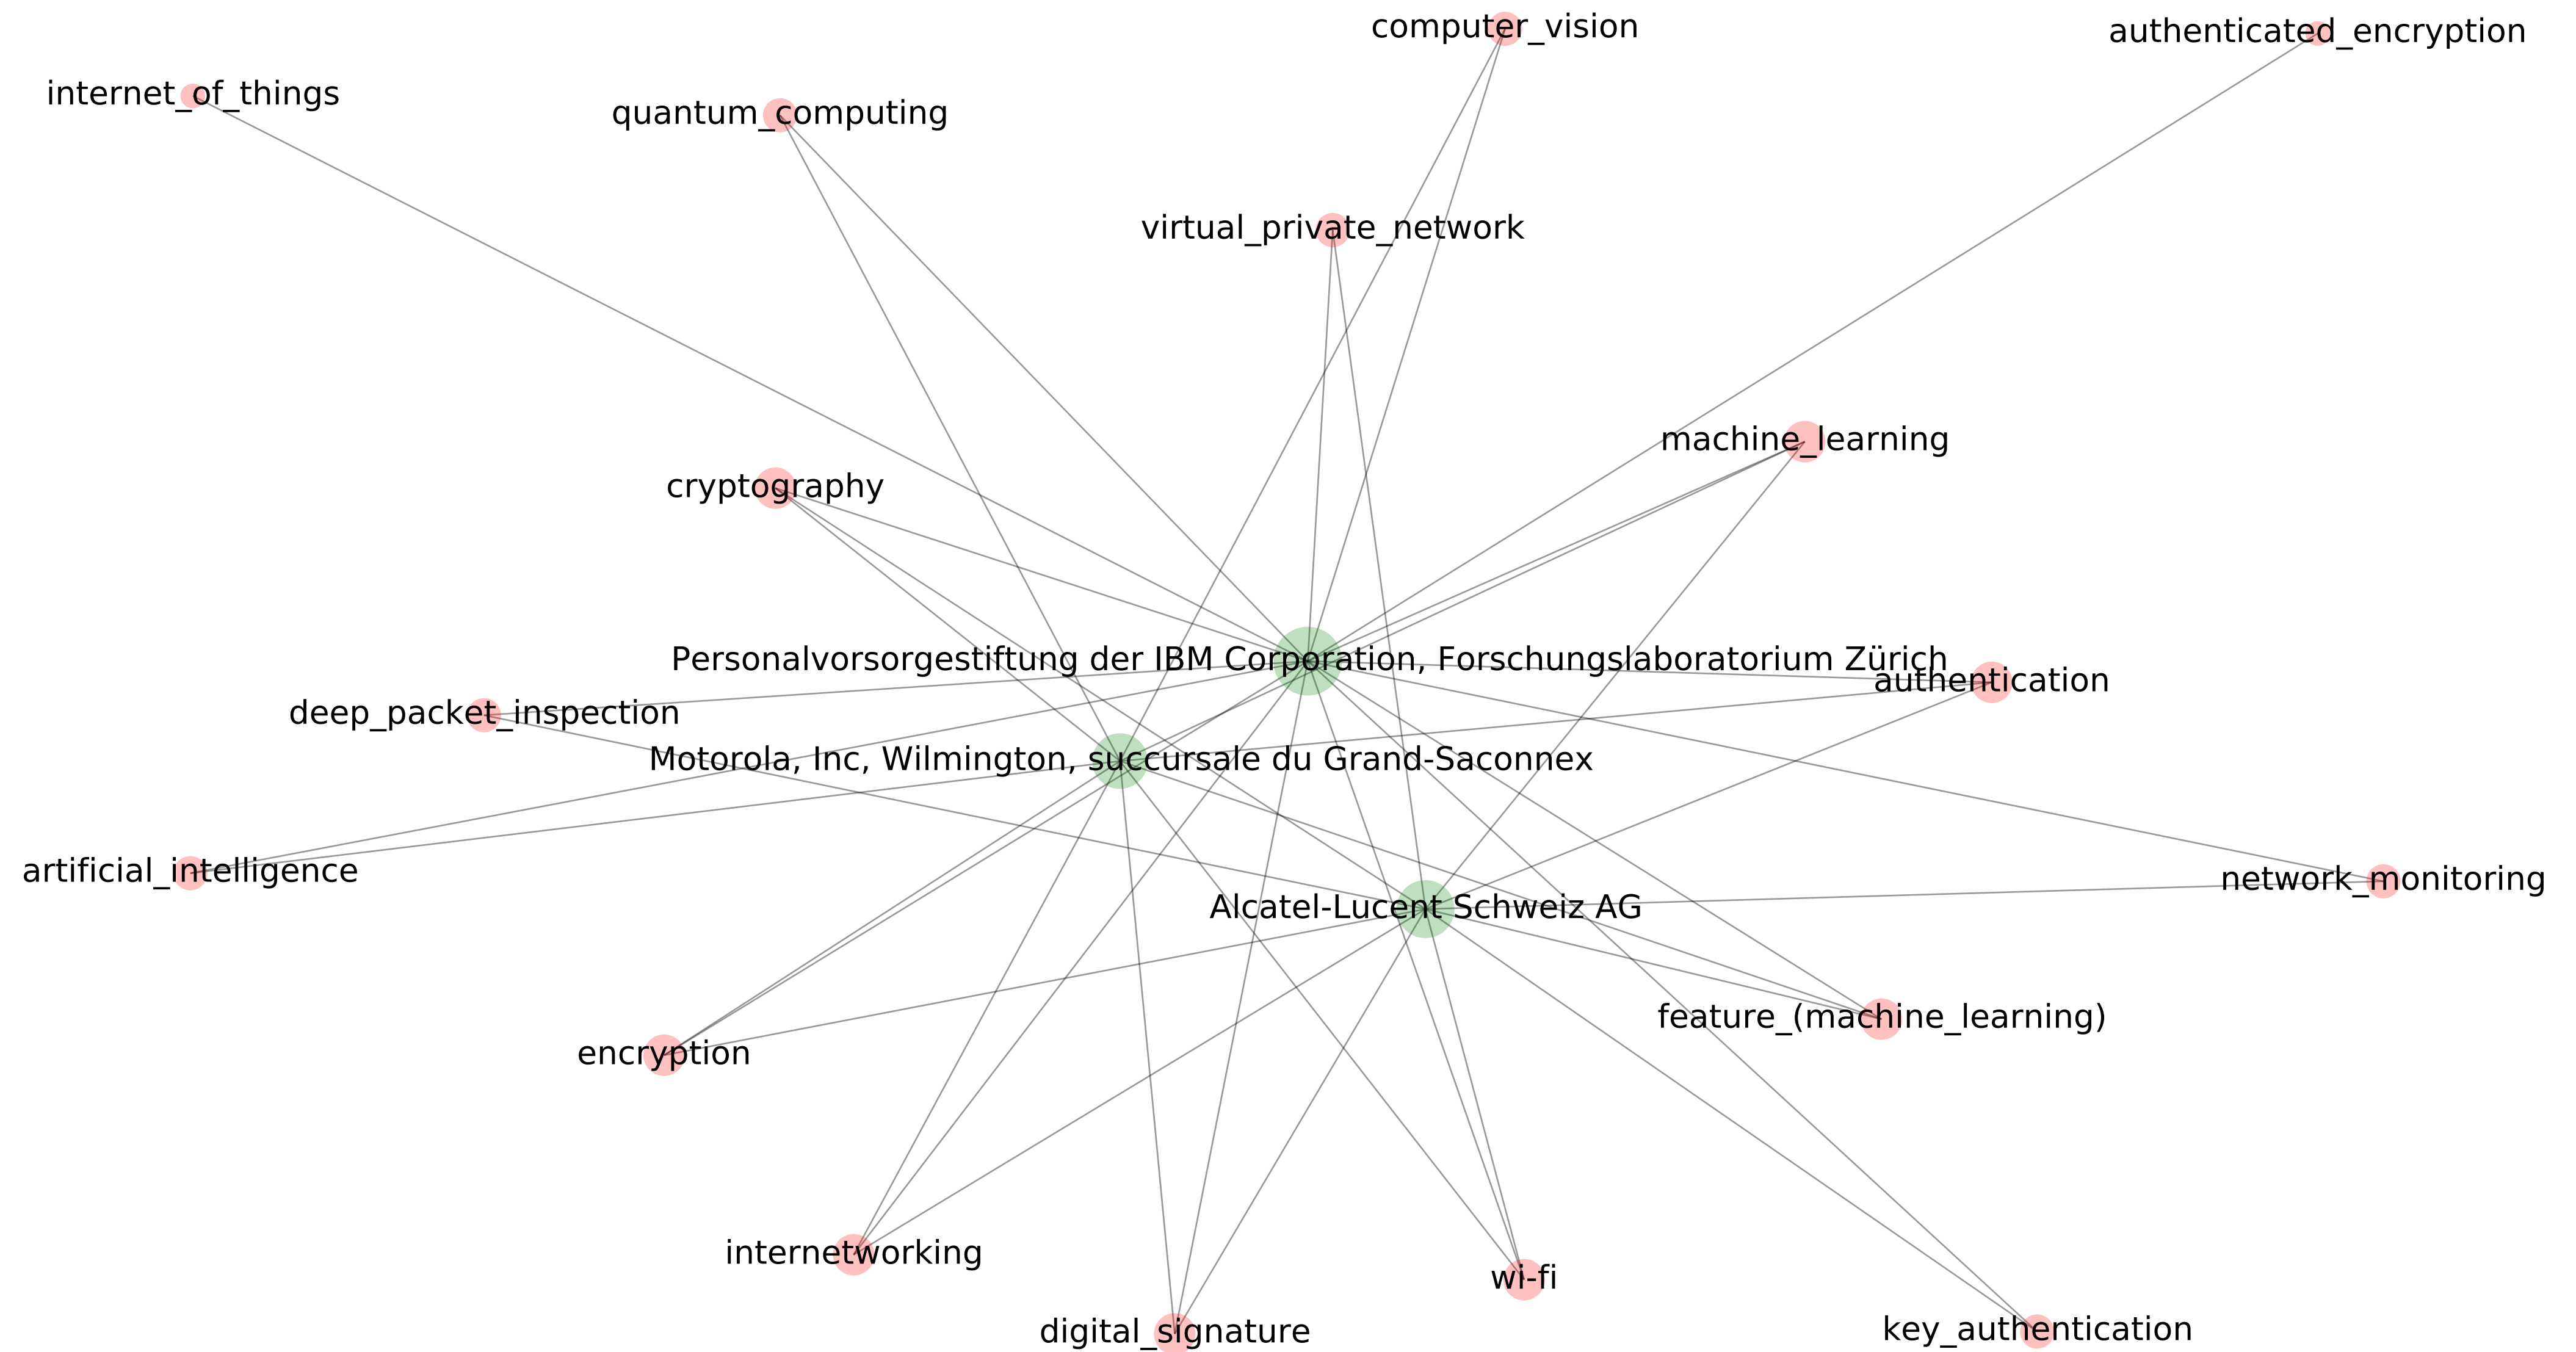 computer_vision
authenticated_encryption
internet_of_things
quantum_computing
virtual_private_network
machine_learning
cryptography
Personalvorsorgestiftung der IBM Corporation, Forschungslaboratorium Zürich
authentication
deep_packet_inspection
Motorola, Inc, Wilmington, succursale du Grand-Saconnex
artificial_intelligence
network_monitoring
Alcatel-Lucent Schweiz AG
feature_(machine_learning)
encryption
internetworking
wi-fi
digital_signature
key_authentication